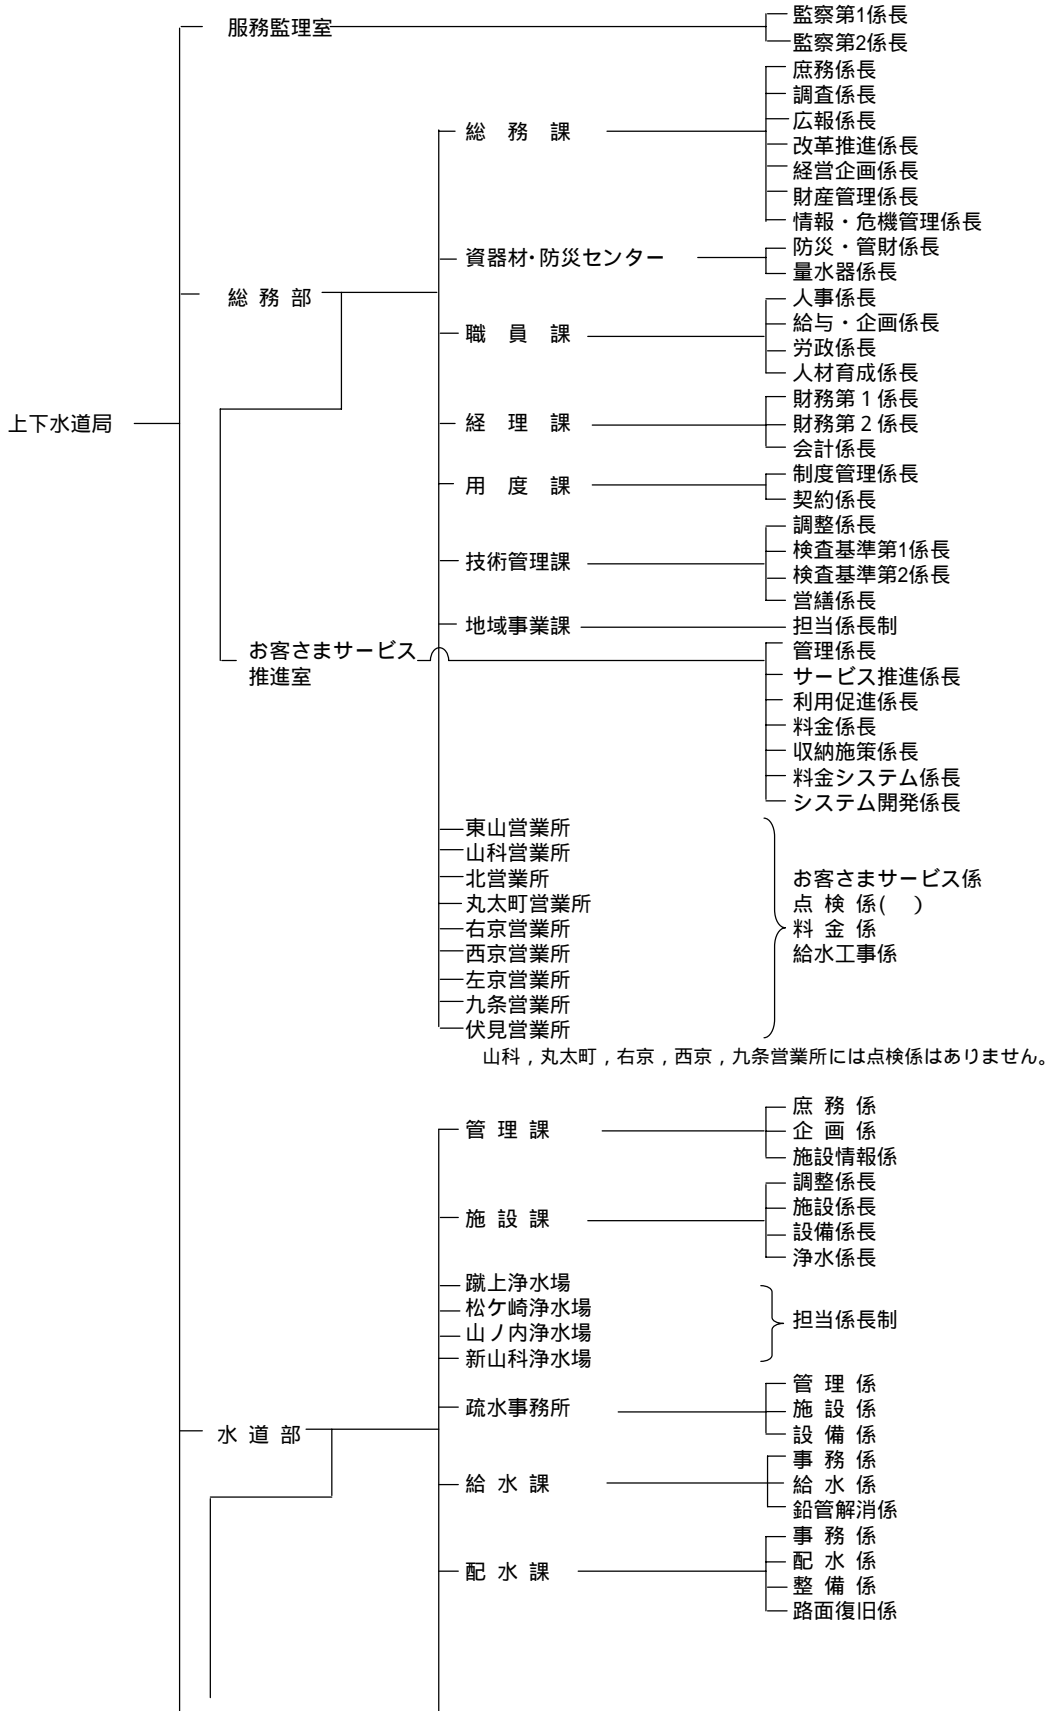 上下水道局
服務監理室
監察第1係長
監察第2係長
総務部
総務課
庶務係長
調査係長
広報係長
改革推進係長
経営企画係長
財産管理係長
情報・危機管理係長
資器材・防災センター
防災・管財係長
量水器係長
職員課
人事係長
給与・企画係長
労政係長
人材育成係長
経理課
財務第1係長
財務第2係長
会計係長
用度課
制度管理係長
契約係長
技術管理課
調整係長
検査基準第1係長
検査基準第2係長
営繕係長
地域事業課
担当係長制
お客さまサービス
推進室
管理係長
サービス推進係長
利用促進係長
料金係長
収納施策係長
料金システム係長
システム開発係長
東山営業所
山科営業所
北営業所
丸太町営業所
右京営業所
西京営業所
左京営業所
九条営業所
伏見営業所
お客さまサービス係
点検係( )
料金係
給水工事係
山科，丸太町，右京，西京，九条営業所には点検係はありません。
水道部
管理課
庶務係
企画係
施設情報係
施設課
調整係長
施設係長
設備係長
浄水係長
蹴上浄水場
松ケ崎浄水場
山ノ内浄水場
新山科浄水場
担当係長制
疏水事務所
管理係
施設係
設備係
給水課
事務係
給水係
鉛管解消係
配水課
事務係
配水係
整備係
路面復旧係